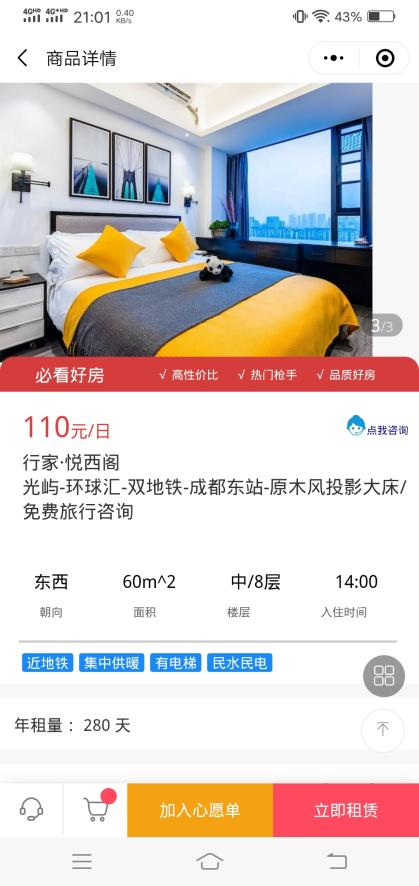 4GHD 4G+HD 21:01 0.40 KB/s 43%
商品详情
3/3
必看好房 √ 高性价比 √ 热门枪手 √ 品质好房
110元/日 点我咨询
行家·悦西阁
光屿-环球汇-双地铁-成都东站-原木风投影大床/
免费旅行咨询
东西 60m^2 中/8层 14:00
朝向 面积 楼层 入住时间
近地铁 集中供暖 有电梯 民水民电
年租量： 280 天
加入心愿单 立即租赁